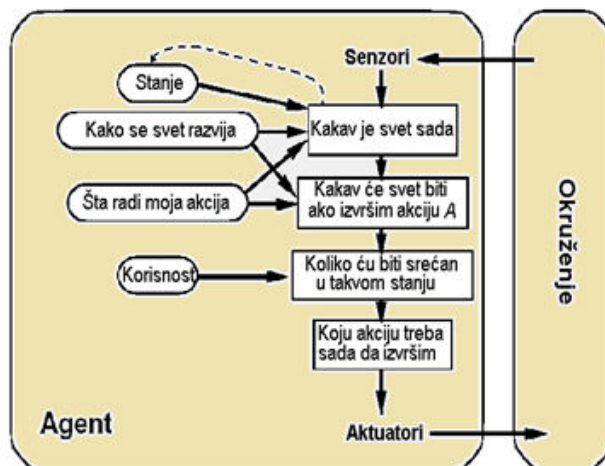 Senzori
Stanje
Kako se svet razvija
Kakav je svet sada
Šta radi moja akcija
Kakav će svet biti
ako izvršim akciju A
Korisnost
Koliko ću biti srećan
u takvom stanju
Koju akciju treba
sada da izvršim
Agent
Aktuatori
Okruženje